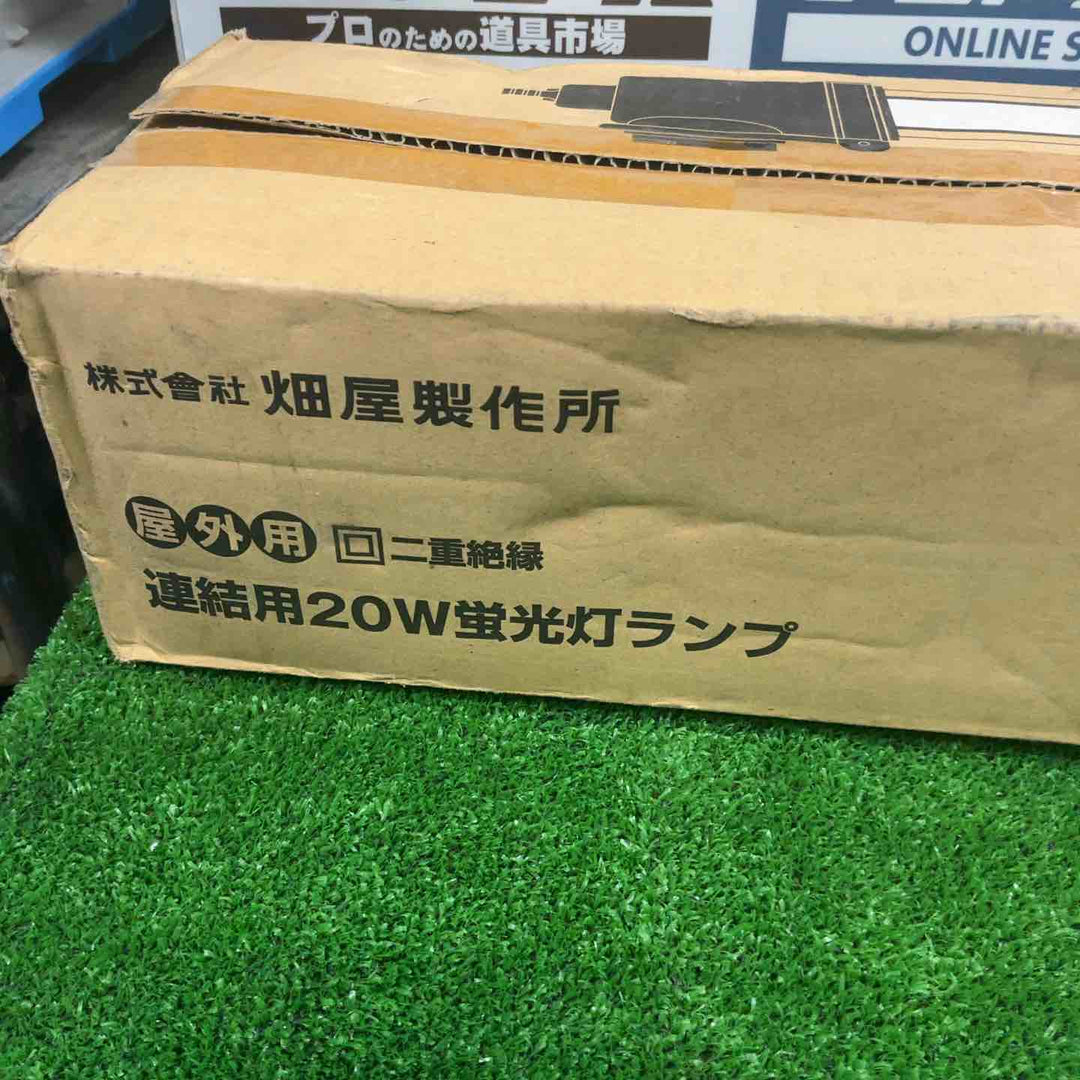 プロのための道具市場
ONLINE S
株式會社 畑屋製作所
屋外用 回 二重絶縁
連結用20W蛍光灯ランプ